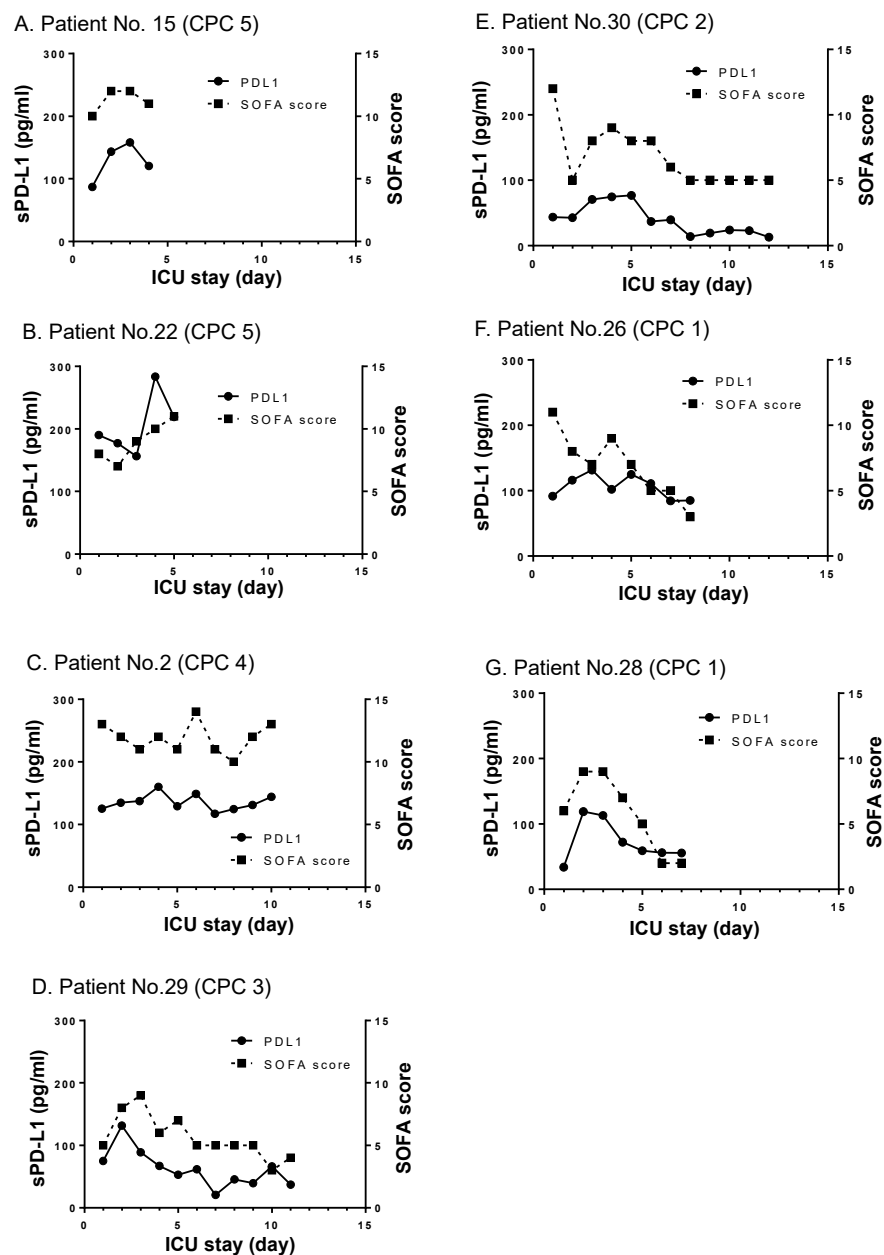 A. Patient No. 15 (CPC 5)
300
200
100
0
0
5
10
15
15
10
5
0
PDL1
SOFA score
sPD-L1 (pg/ml)
SOFA score
ICU stay (day)
B. Patient No.22 (CPC 5)
300
200
100
0
0
5
10
15
15
10
5
0
PDL1
SOFA score
sPD-L1 (pg/ml)
SOFA score
ICU stay (day)
C. Patient No.2 (CPC 4)
300
200
100
0
0
5
10
15
15
10
5
0
PDL1
SOFA score
sPD-L1 (pg/ml)
SOFA score
ICU stay (day)
D. Patient No.29 (CPC 3)
300
200
100
0
0
5
10
15
15
10
5
0
PDL1
SOFA score
sPD-L1 (pg/ml)
SOFA score
ICU stay (day)
E. Patient No.30 (CPC 2)
300
200
100
0
0
5
10
15
15
10
5
0
PDL1
SOFA score
sPD-L1 (pg/ml)
SOFA score
ICU stay (day)
F. Patient No.26 (CPC 1)
300
200
100
0
0
5
10
15
15
10
5
0
PDL1
SOFA score
sPD-L1 (pg/ml)
SOFA score
ICU stay (day)
G. Patient No.28 (CPC 1)
300
200
100
0
0
5
10
15
15
10
5
0
PDL1
SOFA score
sPD-L1 (pg/ml)
SOFA score
ICU stay (day)